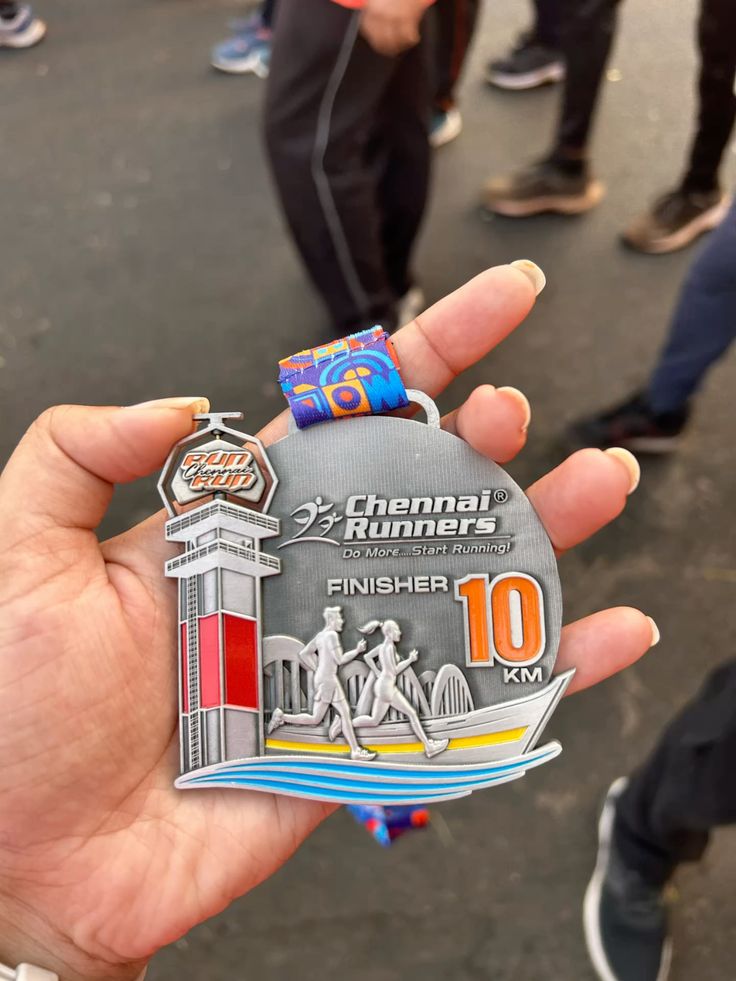 RUN
Chennai
RUN
Chennai®
Runners
Do More.....Start Running!
FINISHER 10
KM